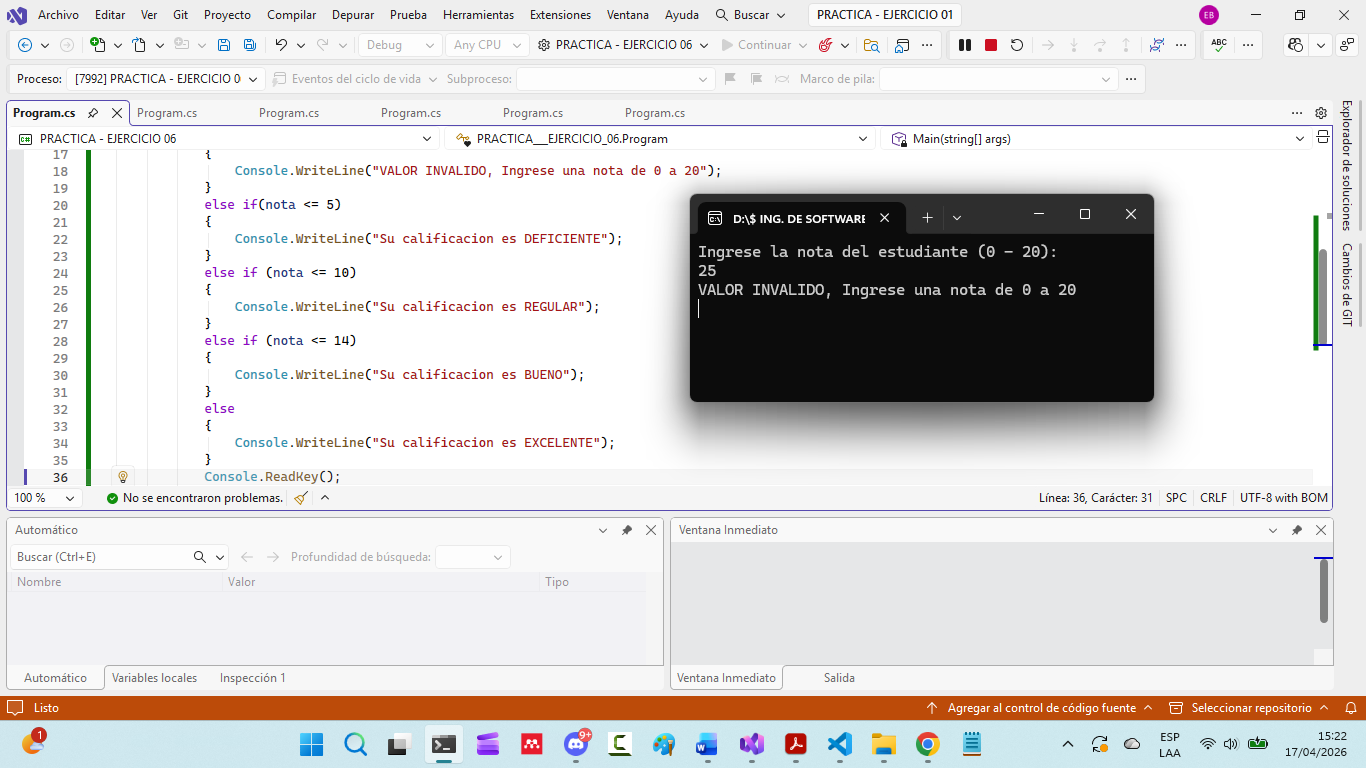 Archivo Editar Ver Git Proyecto Compilar Depurar Prueba Herramientas Extensiones Ventana Ayuda Buscar PRACTICA - EJERCICIO 01 EB
Debug Any CPU PRACTICA - EJERCICIO 06 Continuar ABC
Proceso: [7992] PRACTICA - EJERCICIO 0 Eventos del ciclo de vida Subproceso: Marco de pila:
Program.cs Program.cs Program.cs Program.cs Program.cs Program.cs
C# PRACTICA - EJERCICIO 06 PRACTICA___EJERCICIO_06.Program Main(string[] args)
17 {
18 Console.WriteLine("VALOR INVALIDO, Ingrese una nota de 0 a 20");
19 }
20 else if(nota <= 5)
21 {
22 Console.WriteLine("Su calificacion es DEFICIENTE");
23 }
24 else if (nota <= 10)
25 {
26 Console.WriteLine("Su calificacion es REGULAR");
27 }
28 else if (nota <= 14)
29 {
30 Console.WriteLine("Su calificacion es BUENO");
31 }
32 else
33 {
34 Console.WriteLine("Su calificacion es EXCELENTE");
35 }
36 Console.ReadKey();
D:\$ ING. DE SOFTWARE
Ingrese la nota del estudiante (0 - 20):
25
VALOR INVALIDO, Ingrese una nota de 0 a 20
Explorador de soluciones
Cambios de GIT
100 % No se encontraron problemas. Línea: 36, Carácter: 31 SPC CRLF UTF-8 with BOM
Automático
Buscar (Ctrl+E) Profundidad de búsqueda:
Nombre Valor Tipo
Automático Variables locales Inspección 1
Ventana Inmediato
Ventana Inmediato Salida
Listo Agregar al control de código fuente Seleccionar repositorio
1
9+
ESP
LAA
15:22
17/04/2026